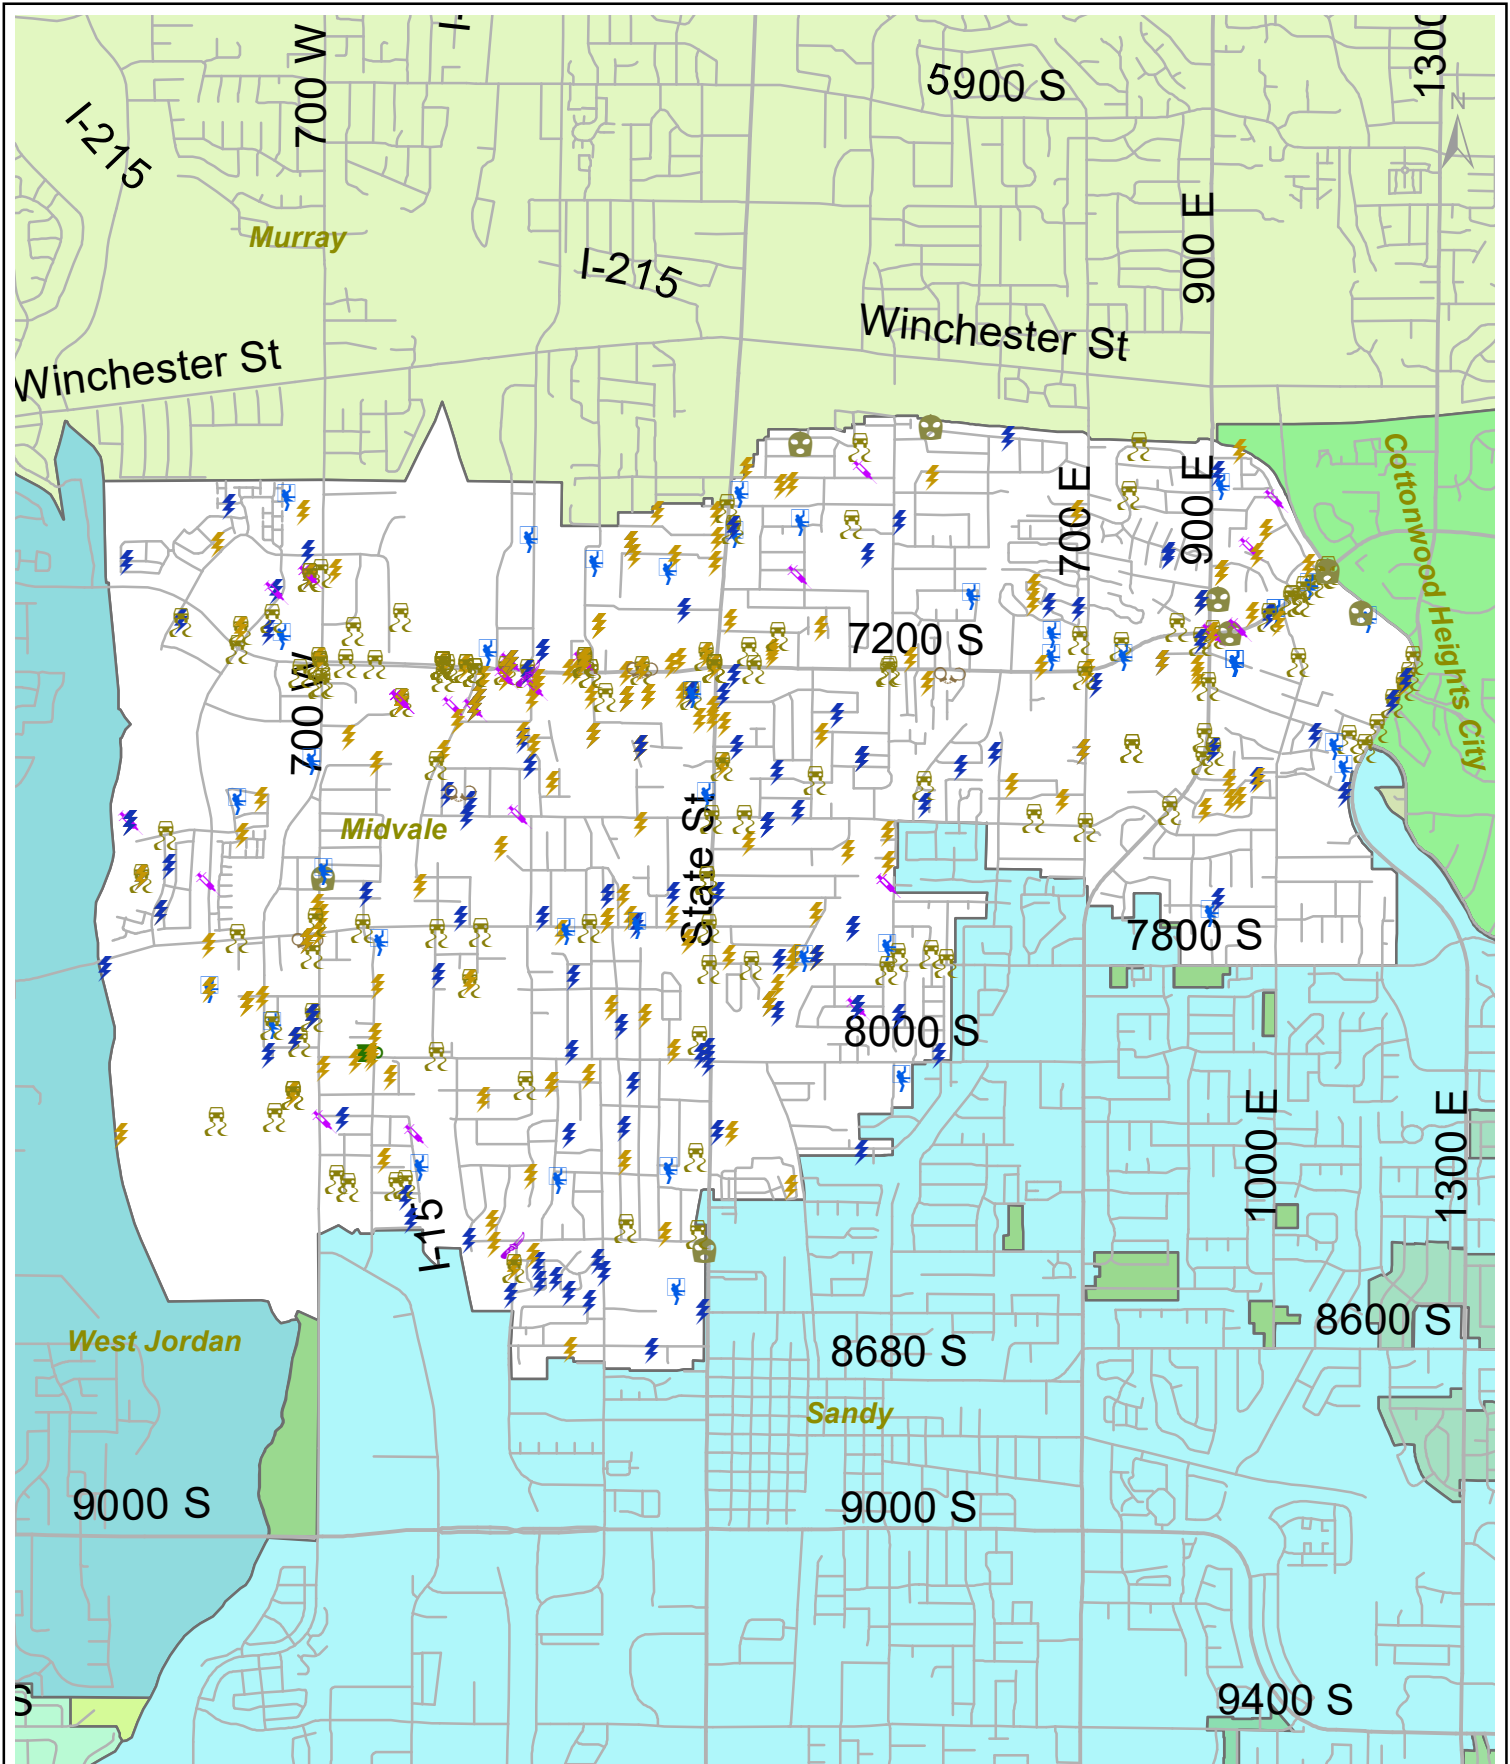 I-
700 W
1300
5900 S
I-215
N
900 E
Murray
I-215
Winchester St
Winchester St
Cottonwood Heights City
700 E
900 E
7200 S
700 W
State St
Midvale
7800 S
8000 S
1000 E
1300 E
I-15
8600 S
West Jordan
8680 S
Sandy
9000 S
9000 S
S
9400 S